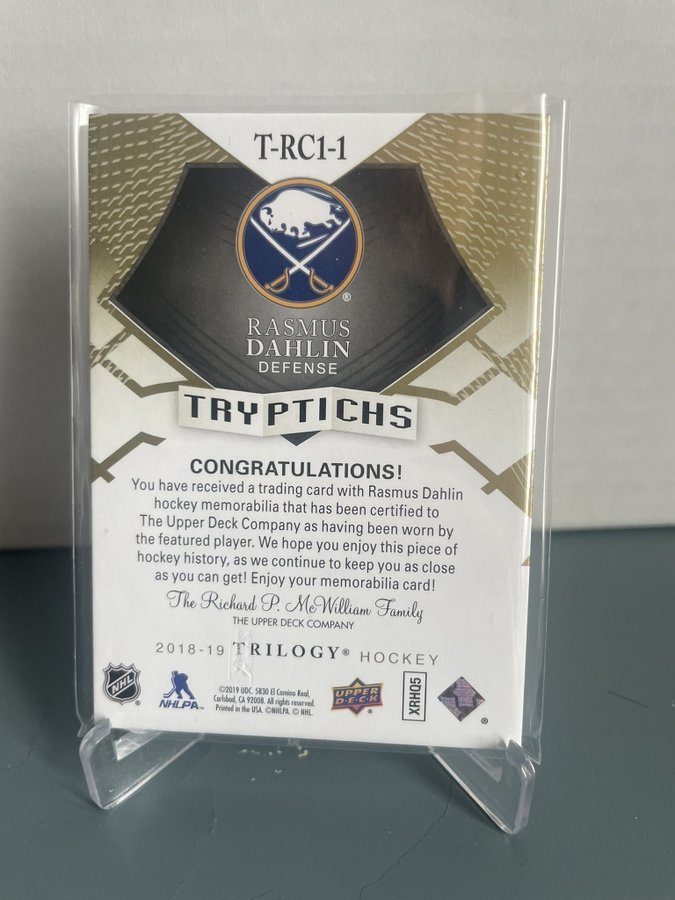 T-RC1-1
®
RASMUS
DAHLIN
DEFENSE
TRYPTICHS
CONGRATULATIONS!
You have received a trading card with Rasmus Dahlin
hockey memorabilia that has been certified to
The Upper Deck Company as having been worn by
the featured player. We hope you enjoy this piece of
hockey history, as we continue to keep you as close
as you can get! Enjoy your memorabilia card!
The Richard P. McWilliam Family
THE UPPER DECK COMPANY
2018-19 TRILOGY® HOCKEY
NHL ®
NHLPA™
©2019 UDC. 5830 El Camino Real,
Carlsbad, CA 92008. All rights reserved.
Printed in the USA. ©NHLPA. © NHL.
UPPER
D·E·C·K ®
XRHQ5
®